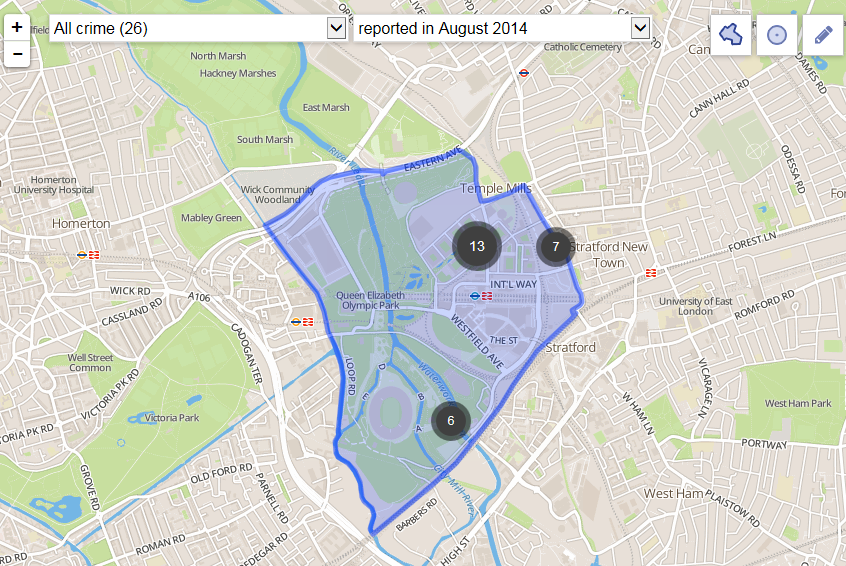 +
−
All crime (26)
reported in August 2014
Catholic Cemetery
DAMES RD
North Marsh
Hackney Marshes
CANN HALL RD
East Marsh
South Marsh
ODESSA RD
EASTERN AVE
Homerton
University Hospital
Wick Community
Woodland
Temple Mills
Mabley Green
Homerton
13
7
Stratford New
Town
FOREST LN
INT'L WAY
WICK RD
A106
Queen Elizabeth
Olympic Park
University of East
London
ROMFORD RD
CASSLAND RD
WESTFIELD AVE
THE ST
Stratford
CADOGAN TER
Well Street
Common
LOOP RD
VICARAGE LN
VICTORIA PK RD
W HAM LN
West Ham Park
Victoria Park
6
PORTWAY
OLD FORD RD
GROVE RD
PARNELL RD
West Ham
PLAISTOW RD
BARBERS RD
ROMAN RD
HIGH ST